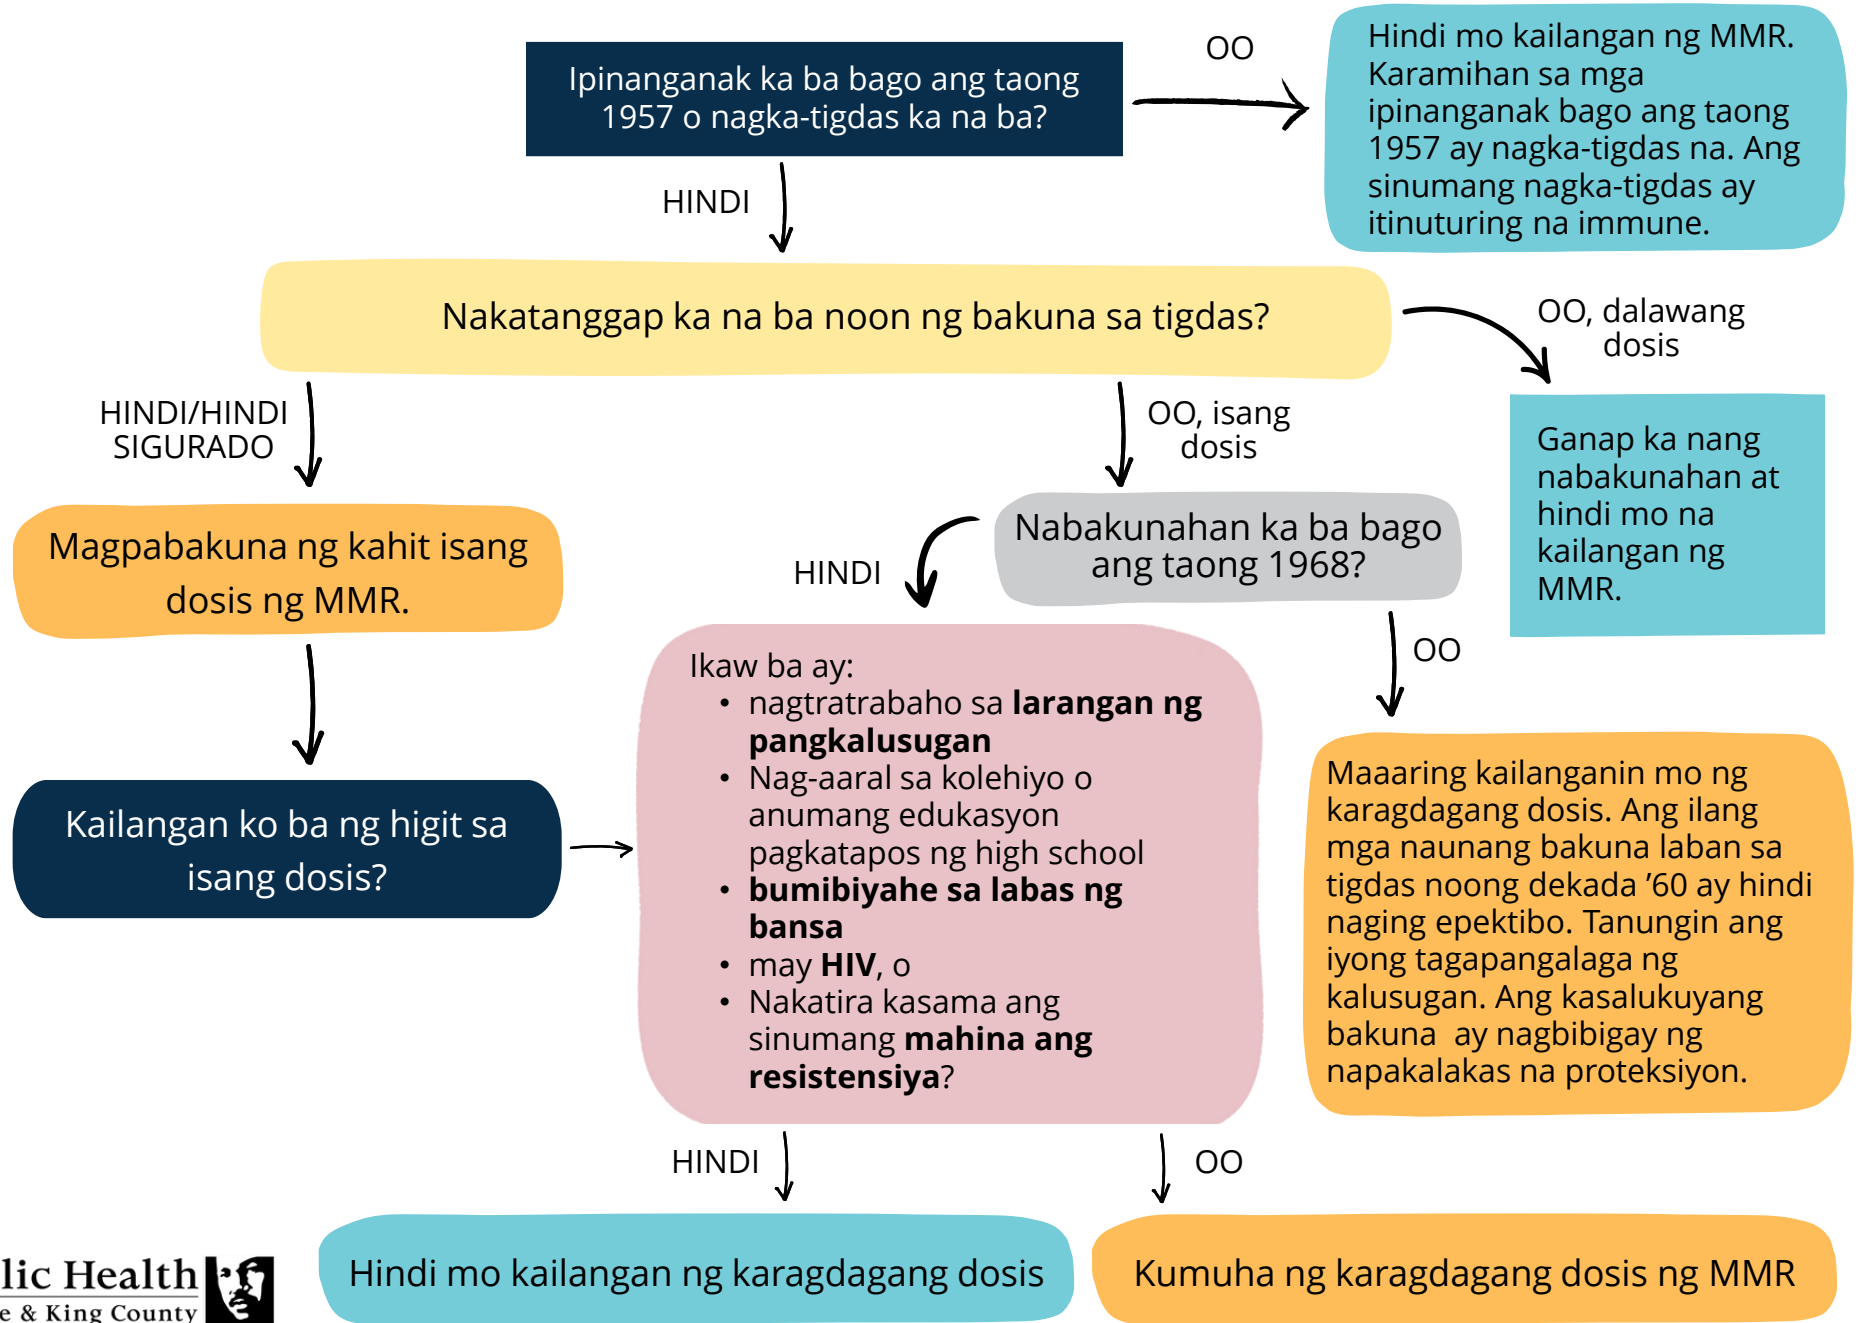 Ipinanganak ka ba bago ang taong
1957 o nagka-tigdas ka na ba?
OO
Hindi mo kailangan ng MMR.
Karamihan sa mga
ipinanganak bago ang taong
1957 ay nagka-tigdas na. Ang
sinumang nagka-tigdas ay
itinuturing na immune.
HINDI
Nakatanggap ka na ba noon ng bakuna sa tigdas?
OO, dalawang
dosis
Ganap ka nang
nabakunahan at
hindi mo na
kailangan ng
MMR.
HINDI/HINDI
SIGURADO
Magpabakuna ng kahit isang
dosis ng MMR.
OO, isang
dosis
Nabakunahan ka ba bago
ang taong 1968?
HINDI
OO
Kailangan ko ba ng higit sa
isang dosis?
Ikaw ba ay:
• nagtratrabaho sa larangan ng
pangkalusugan
• Nag-aaral sa kolehiyo o
anumang edukasyon
pagkatapos ng high school
• bumibiyahe sa labas ng
bansa
• may HIV, o
• Nakatira kasama ang
sinumang mahina ang
resistensiya?
Maaaring kailanganin mo ng
karagdagang dosis. Ang ilang
mga naunang bakuna laban sa
tigdas noong dekada ’60 ay hindi
naging epektibo. Tanungin ang
iyong tagapangalaga ng
kalusugan. Ang kasalukuyang
bakuna  ay nagbibigay ng
napakalakas na proteksiyon.
HINDI
OO
Hindi mo kailangan ng karagdagang dosis
Kumuha ng karagdagang dosis ng MMR
lic Health
e & King County